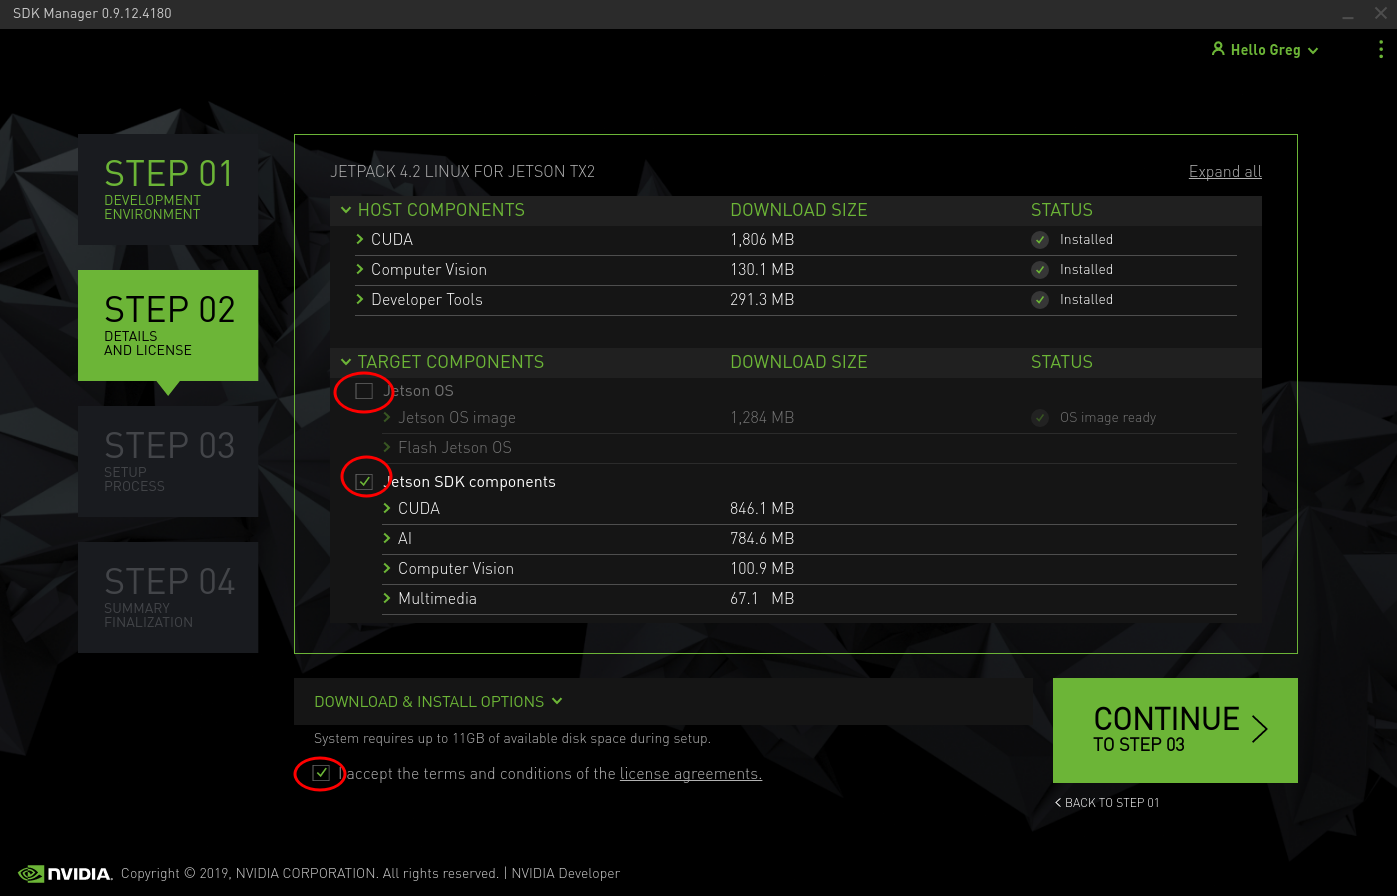 SDK Manager 0.9.12.4180
Hello Greg
STEP 01
DEVELOPMENT
ENVIRONMENT
STEP 02
DETAILS
AND LICENSE
STEP 03
SETUP
PROCESS
STEP 04
SUMMARY
FINALIZATION
JETPACK 4.2 LINUX FOR JETSON TX2 Expand all
HOST COMPONENTS DOWNLOAD SIZE STATUS
CUDA 1,806 MB Installed
Computer Vision 130.1 MB Installed
Developer Tools 291.3 MB Installed
TARGET COMPONENTS DOWNLOAD SIZE STATUS
Jetson OS
Jetson OS image 1,284 MB OS image ready
Flash Jetson OS
Jetson SDK components
CUDA 846.1 MB
AI 784.6 MB
Computer Vision 100.9 MB
Multimedia 67.1 MB
DOWNLOAD & INSTALL OPTIONS
System requires up to 11GB of available disk space during setup.
I accept the terms and conditions of the license agreements.
CONTINUE
TO STEP 03
< BACK TO STEP 01
NVIDIA. Copyright © 2019, NVIDIA CORPORATION. All rights reserved. | NVIDIA Developer